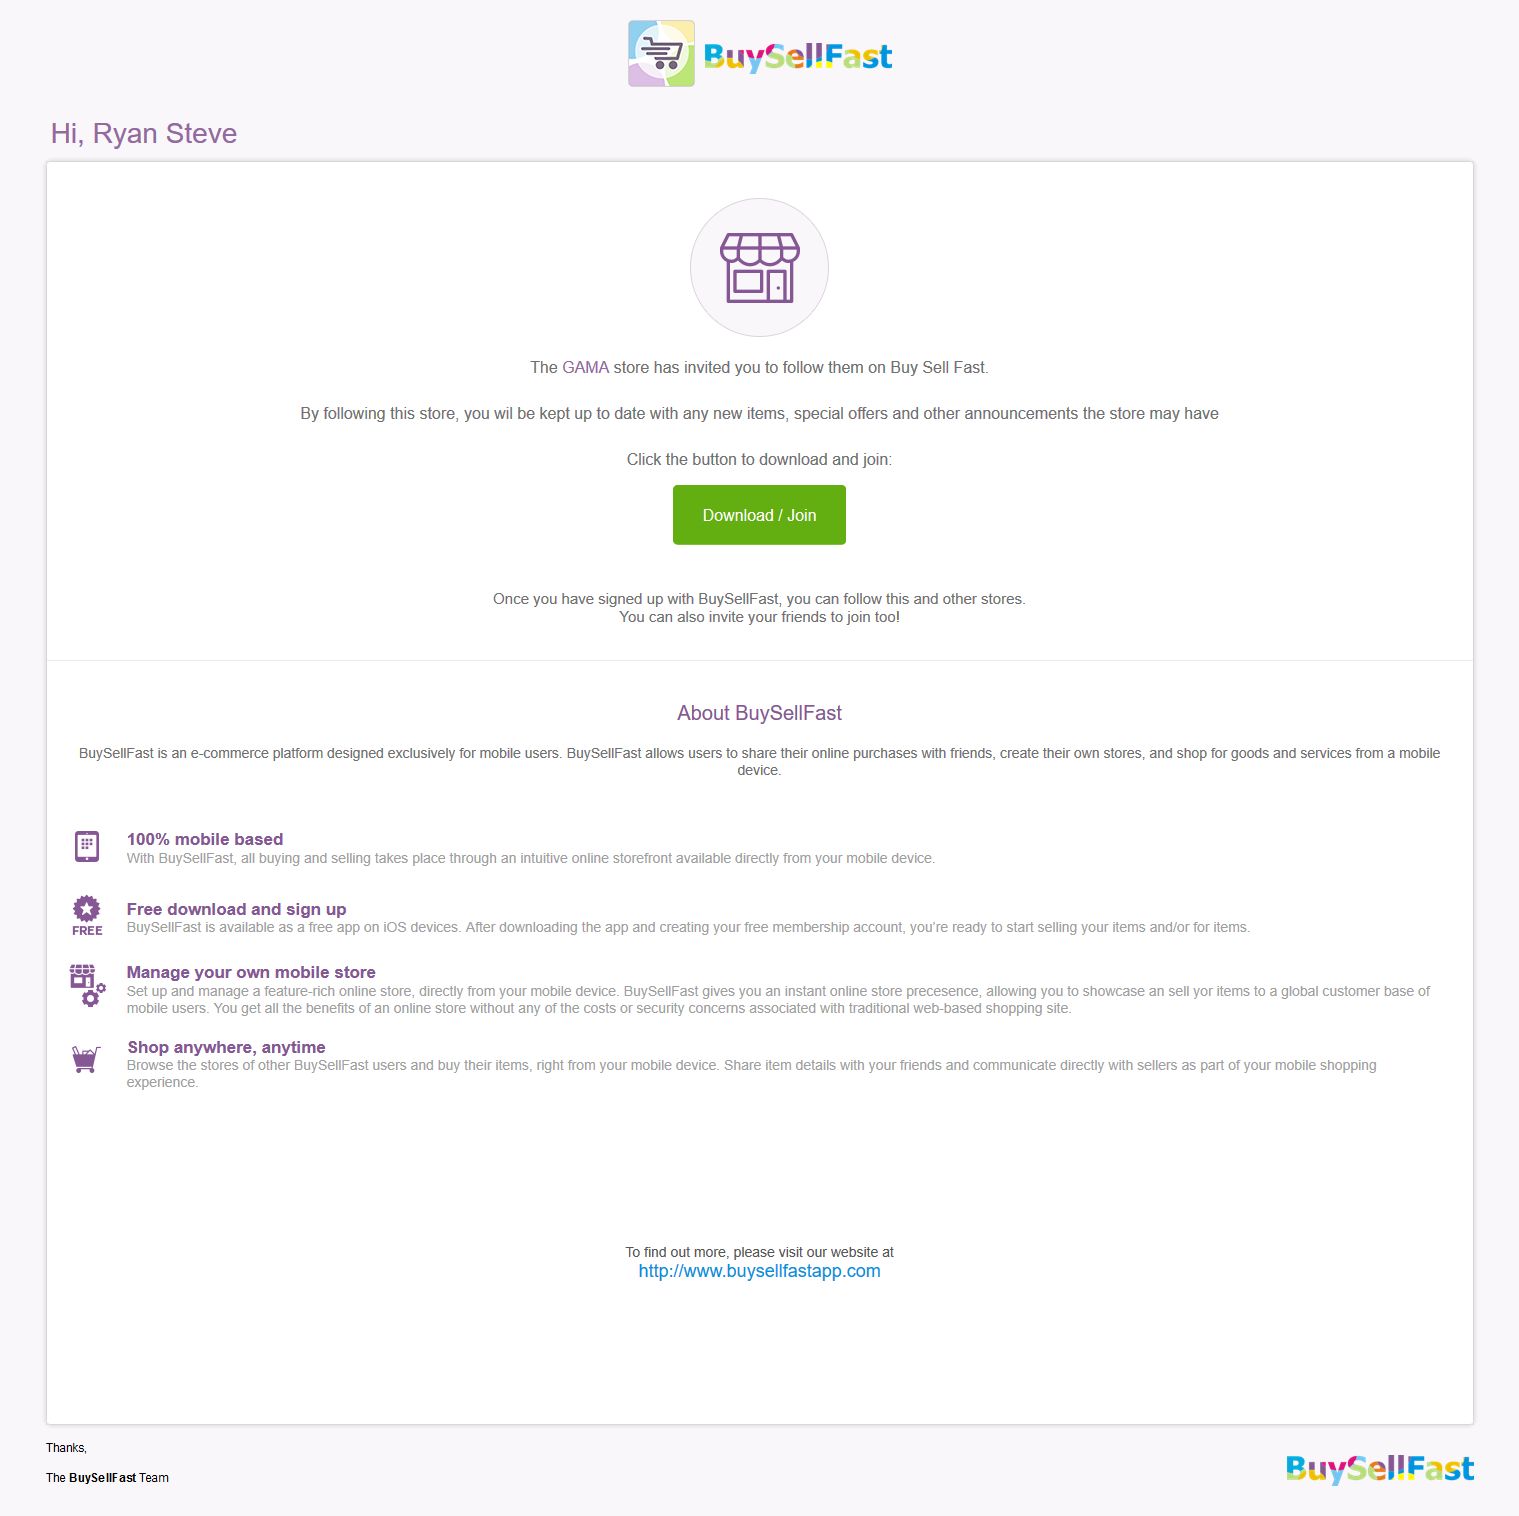 BuySellFast
Hi, Ryan Steve
The GAMA store has invited you to follow them on Buy Sell Fast.
By following this store, you wil be kept up to date with any new items, special offers and other announcements the store may have
Click the button to download and join:
Download / Join
Once you have signed up with BuySellFast, you can follow this and other stores.
You can also invite your friends to join too!
About BuySellFast
BuySellFast is an e-commerce platform designed exclusively for mobile users. BuySellFast allows users to share their online purchases with friends, create their own stores, and shop for goods and services from a mobile
device.
100% mobile based
With BuySellFast, all buying and selling takes place through an intuitive online storefront available directly from your mobile device.
FREE
Free download and sign up
BuySellFast is available as a free app on iOS devices. After downloading the app and creating your free membership account, you're ready to start selling your items and/or for items.
Manage your own mobile store
Set up and manage a feature-rich online store, directly from your mobile device. BuySellFast gives you an instant online store precesence, allowing you to showcase an sell yor items to a global customer base of
mobile users. You get all the benefits of an online store without any of the costs or security concerns associated with traditional web-based shopping site.
Shop anywhere, anytime
Browse the stores of other BuySellFast users and buy their items, right from your mobile device. Share item details with your friends and communicate directly with sellers as part of your mobile shopping
experience.
To find out more, please visit our website at
http://www.buysellfastapp.com
Thanks,
The BuySellFast Team
BuySellFast